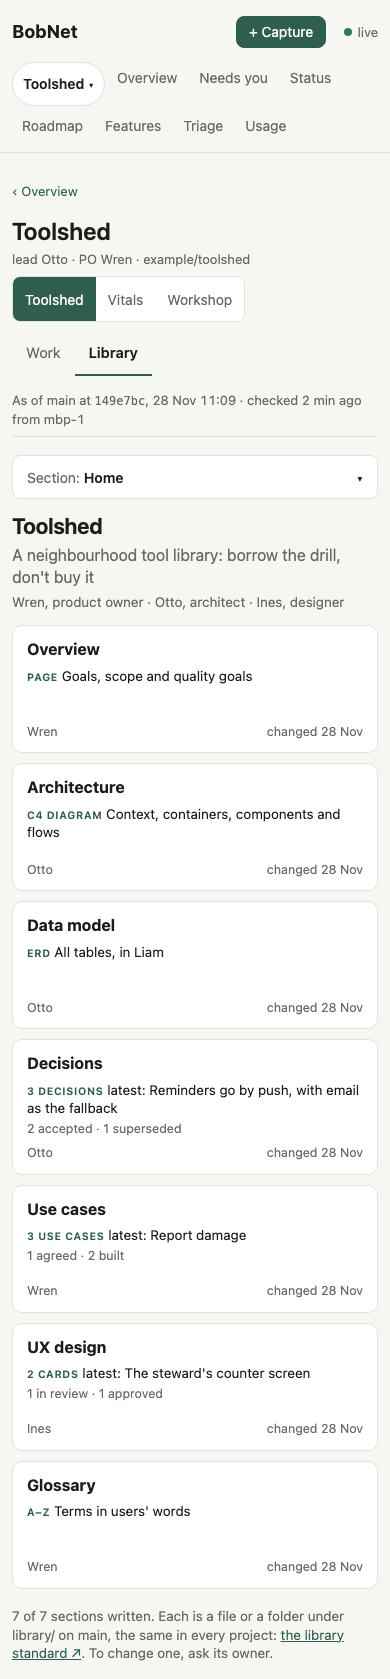 BobNet
+ Capture
live
Toolshed ▾
Overview
Needs you
Status
Roadmap
Features
Triage
Usage
‹ Overview
Toolshed
lead Otto · PO Wren · example/toolshed
Toolshed
Vitals
Workshop
Work
Library
As of main at 149e7bc, 28 Nov 11:09 · checked 2 min ago
from mbp-1
Section: Home ▾
Toolshed
A neighbourhood tool library: borrow the drill,
don't buy it
Wren, product owner · Otto, architect · Ines, designer
Overview
PAGE Goals, scope and quality goals
Wren
changed 28 Nov
Architecture
C4 DIAGRAM Context, containers, components and
flows
Otto
changed 28 Nov
Data model
ERD All tables, in Liam
Otto
changed 28 Nov
Decisions
3 DECISIONS latest: Reminders go by push, with email
as the fallback
2 accepted · 1 superseded
Otto
changed 28 Nov
Use cases
3 USE CASES latest: Report damage
1 agreed · 2 built
Wren
changed 28 Nov
UX design
2 CARDS latest: The steward's counter screen
1 in review · 1 approved
Ines
changed 28 Nov
Glossary
A–Z Terms in users' words
Wren
changed 28 Nov
7 of 7 sections written. Each is a file or a folder under
library/ on main, the same in every project: the library
standard ↗. To change one, ask its owner.